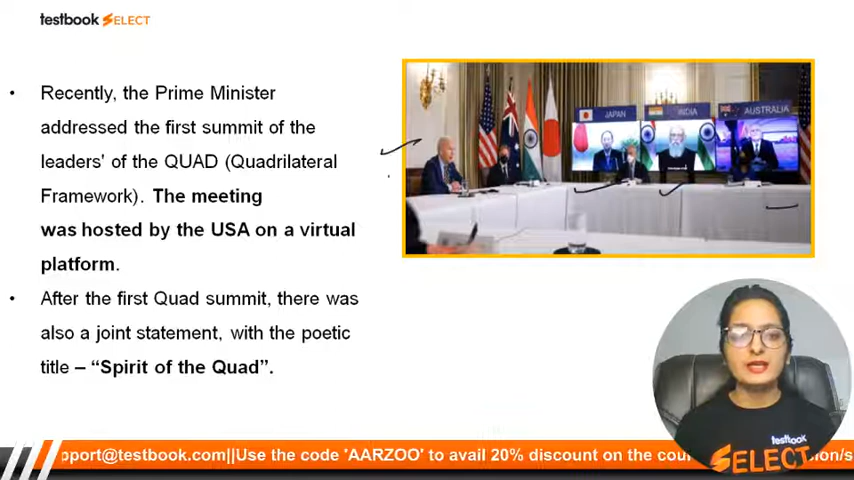 testbook SELECT
• Recently, the Prime Minister
addressed the first summit of the
leaders' of the QUAD (Quadrilateral
Framework). The meeting
was hosted by the USA on a virtual
platform.
• After the first Quad summit, there was
also a joint statement, with the poetic
title – “Spirit of the Quad”.
JAPAN
INDIA
AUSTRALIA
testbook
SELECT
pport@testbook.com||Use the code 'AARZOO' to avail 20% discount on the cou